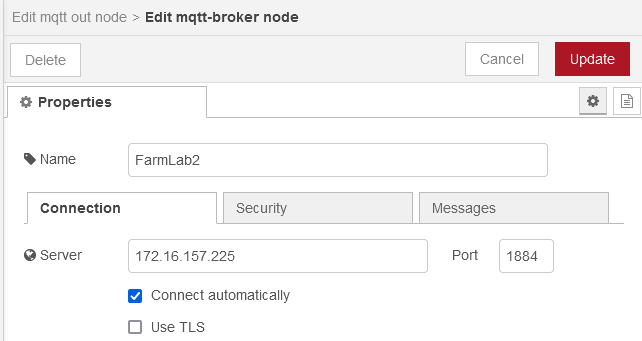 Edit mqtt out node > Edit mqtt-broker node
Delete
Cancel
Update
Properties
Name
FarmLab2
Connection
Security
Messages
Server
172.16.157.225
Port
1884
Connect automatically
Use TLS